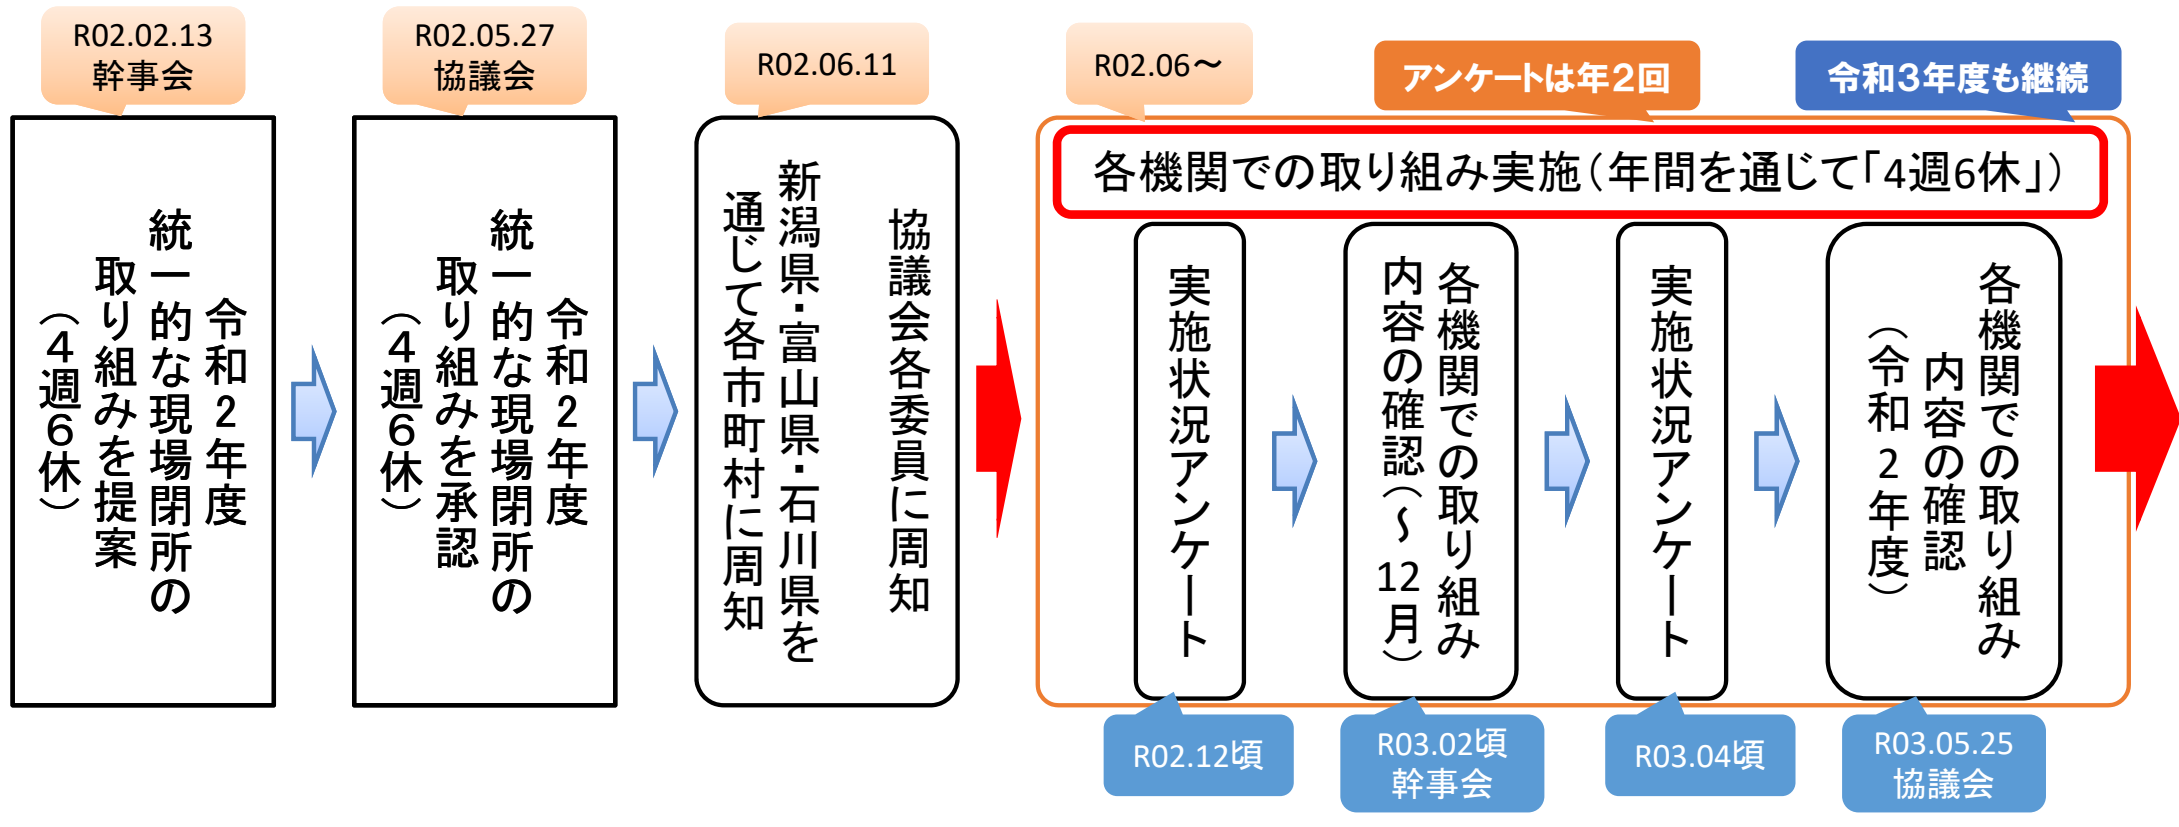 R02.02.13
幹事会
令和2年度
統一的な現場閉所の
取り組みを提案
（４週６休）
R02.05.27
協議会
令和2年度
統一的な現場閉所の
取り組みを承認
（４週６休）
R02.06.11
協議会各委員に周知
新潟県・富山県・石川県を
通じて各市町村に周知
R02.06～
アンケートは年２回
令和３年度も継続
各機関での取り組み実施（年間を通じて「4週6休」）
実施状況アンケート
R02.12頃
各機関での取り組み
内容の確認（～12月）
R03.02頃
幹事会
実施状況アンケート
R03.04頃
各機関での取り組み
内容の確認
（令和2年度）
R03.05.25
協議会